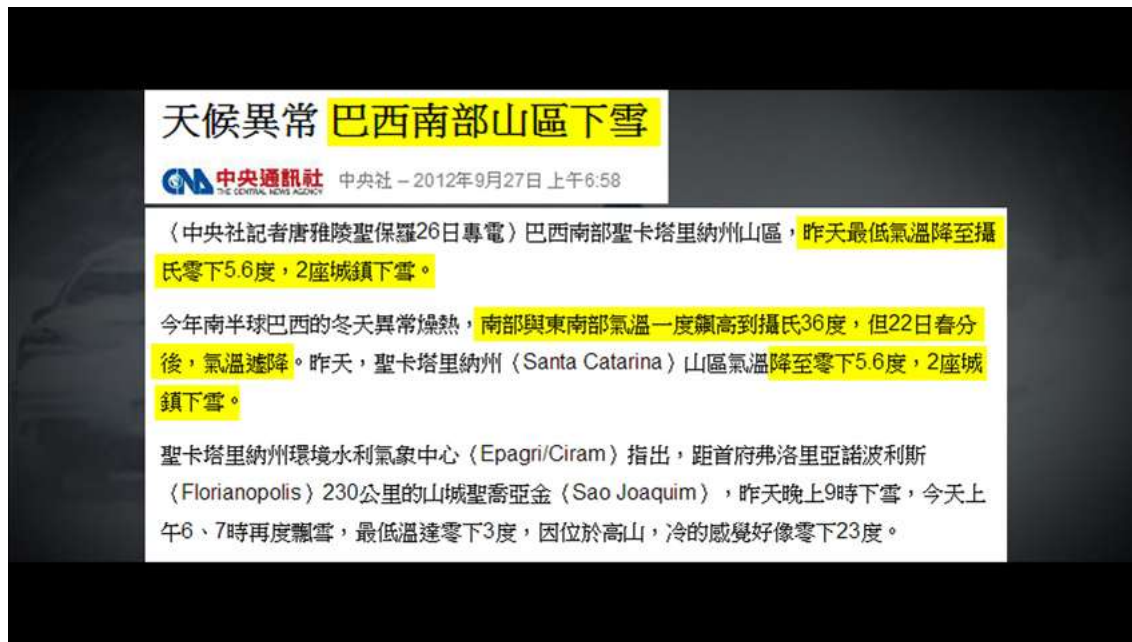 天候異常 巴西南部山區下雪
CNA 中央通訊社 中央社 – 2012年9月27日 上午6:58
THE CENTRAL NEWS AGENCY
（中央社記者唐雅陵聖保羅26日專電）巴西南部聖卡塔里納州山區，昨天最低氣溫降至攝
氏零下5.6度，2座城鎮下雪。
今年南半球巴西的冬天異常燥熱，南部與東南部氣溫一度飆高到攝氏36度，但22日春分
後，氣溫遽降。昨天，聖卡塔里納州（Santa Catarina）山區氣溫降至零下5.6度，2座城
鎮下雪。
聖卡塔里納州環境水利氣象中心（Epagri/Ciram）指出，距首府弗洛里亞諾波利斯
（Florianopolis）230公里的山城聖喬亞金（Sao Joaquim），昨天晚上9時下雪，今天上
午6、7時再度飄雪，最低溫達零下3度，因位於高山，冷的感覺好像零下23度。